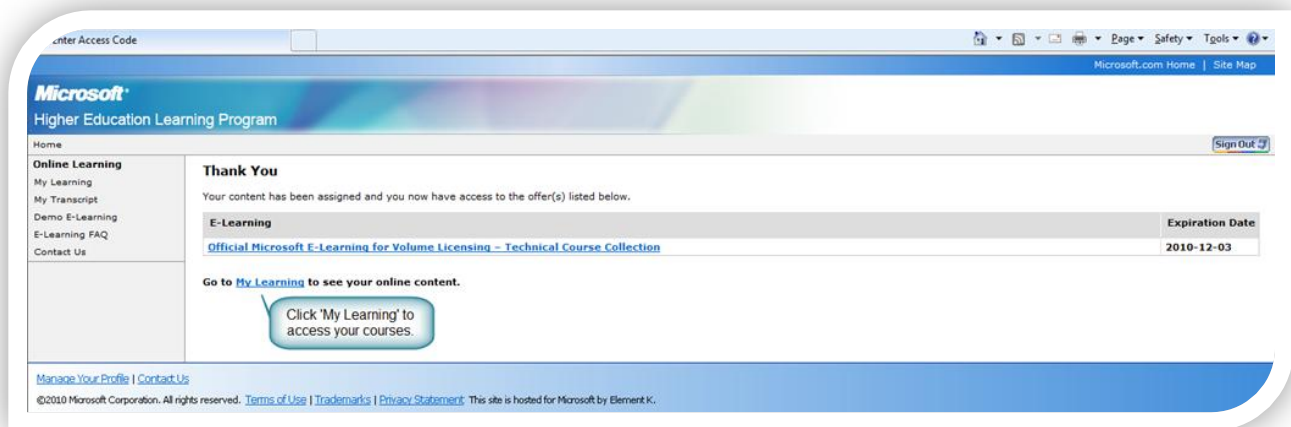 Enter Access Code
Page Safety Tools
Microsoft.com Home | Site Map
Microsoft
Higher Education Learning Program
Home
Sign Out
Online Learning
My Learning
My Transcript
Demo E-Learning
E-Learning FAQ
Contact Us
Thank You
Your content has been assigned and you now have access to the offer(s) listed below.
E-Learning Expiration Date
Official Microsoft E-Learning for Volume Licensing – Technical Course Collection 2010-12-03
Go to My Learning to see your online content.
Click 'My Learning' to
access your courses.
Manage Your Profile | Contact Us
©2010 Microsoft Corporation. All rights reserved. Terms of Use | Trademarks | Privacy Statement This site is hosted for Microsoft by Element K.